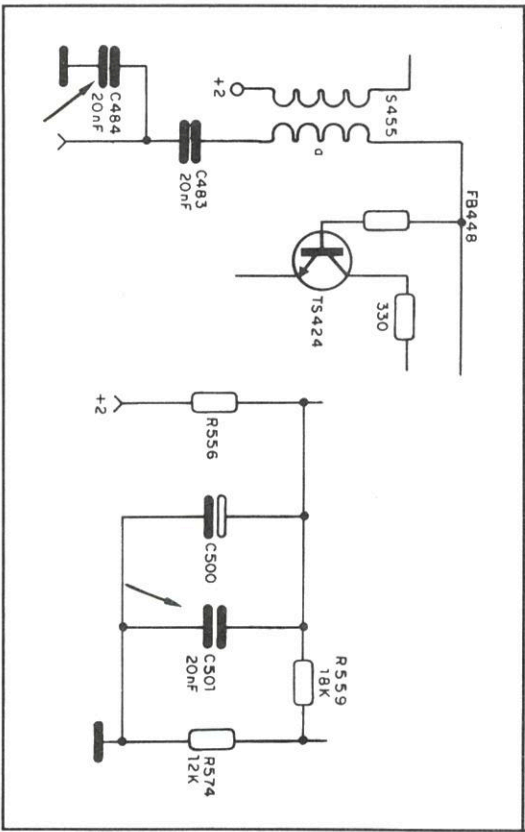 S455
+2
a
C484
20nF
C483
20nF
FB448
330
TS424
+2
R556
C500
C501
20nF
R559
18K
R574
12K